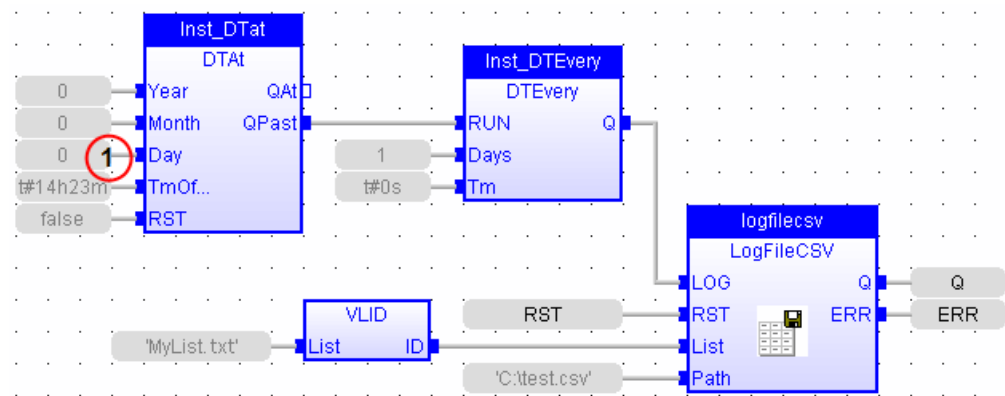 Inst_DTat
DTAt
0 Year QAt
0 Month QPast
0 1 Day
t#14h23m TmOf...
false RST
Inst_DTEvery
DTEvery
RUN Q
1 Days
t#0s Tm
logfilecsv
LogFileCSV
LOG Q Q
RST RST ERR ERR
List
'C:\test.csv' Path
VLID
'MyList.txt' List ID